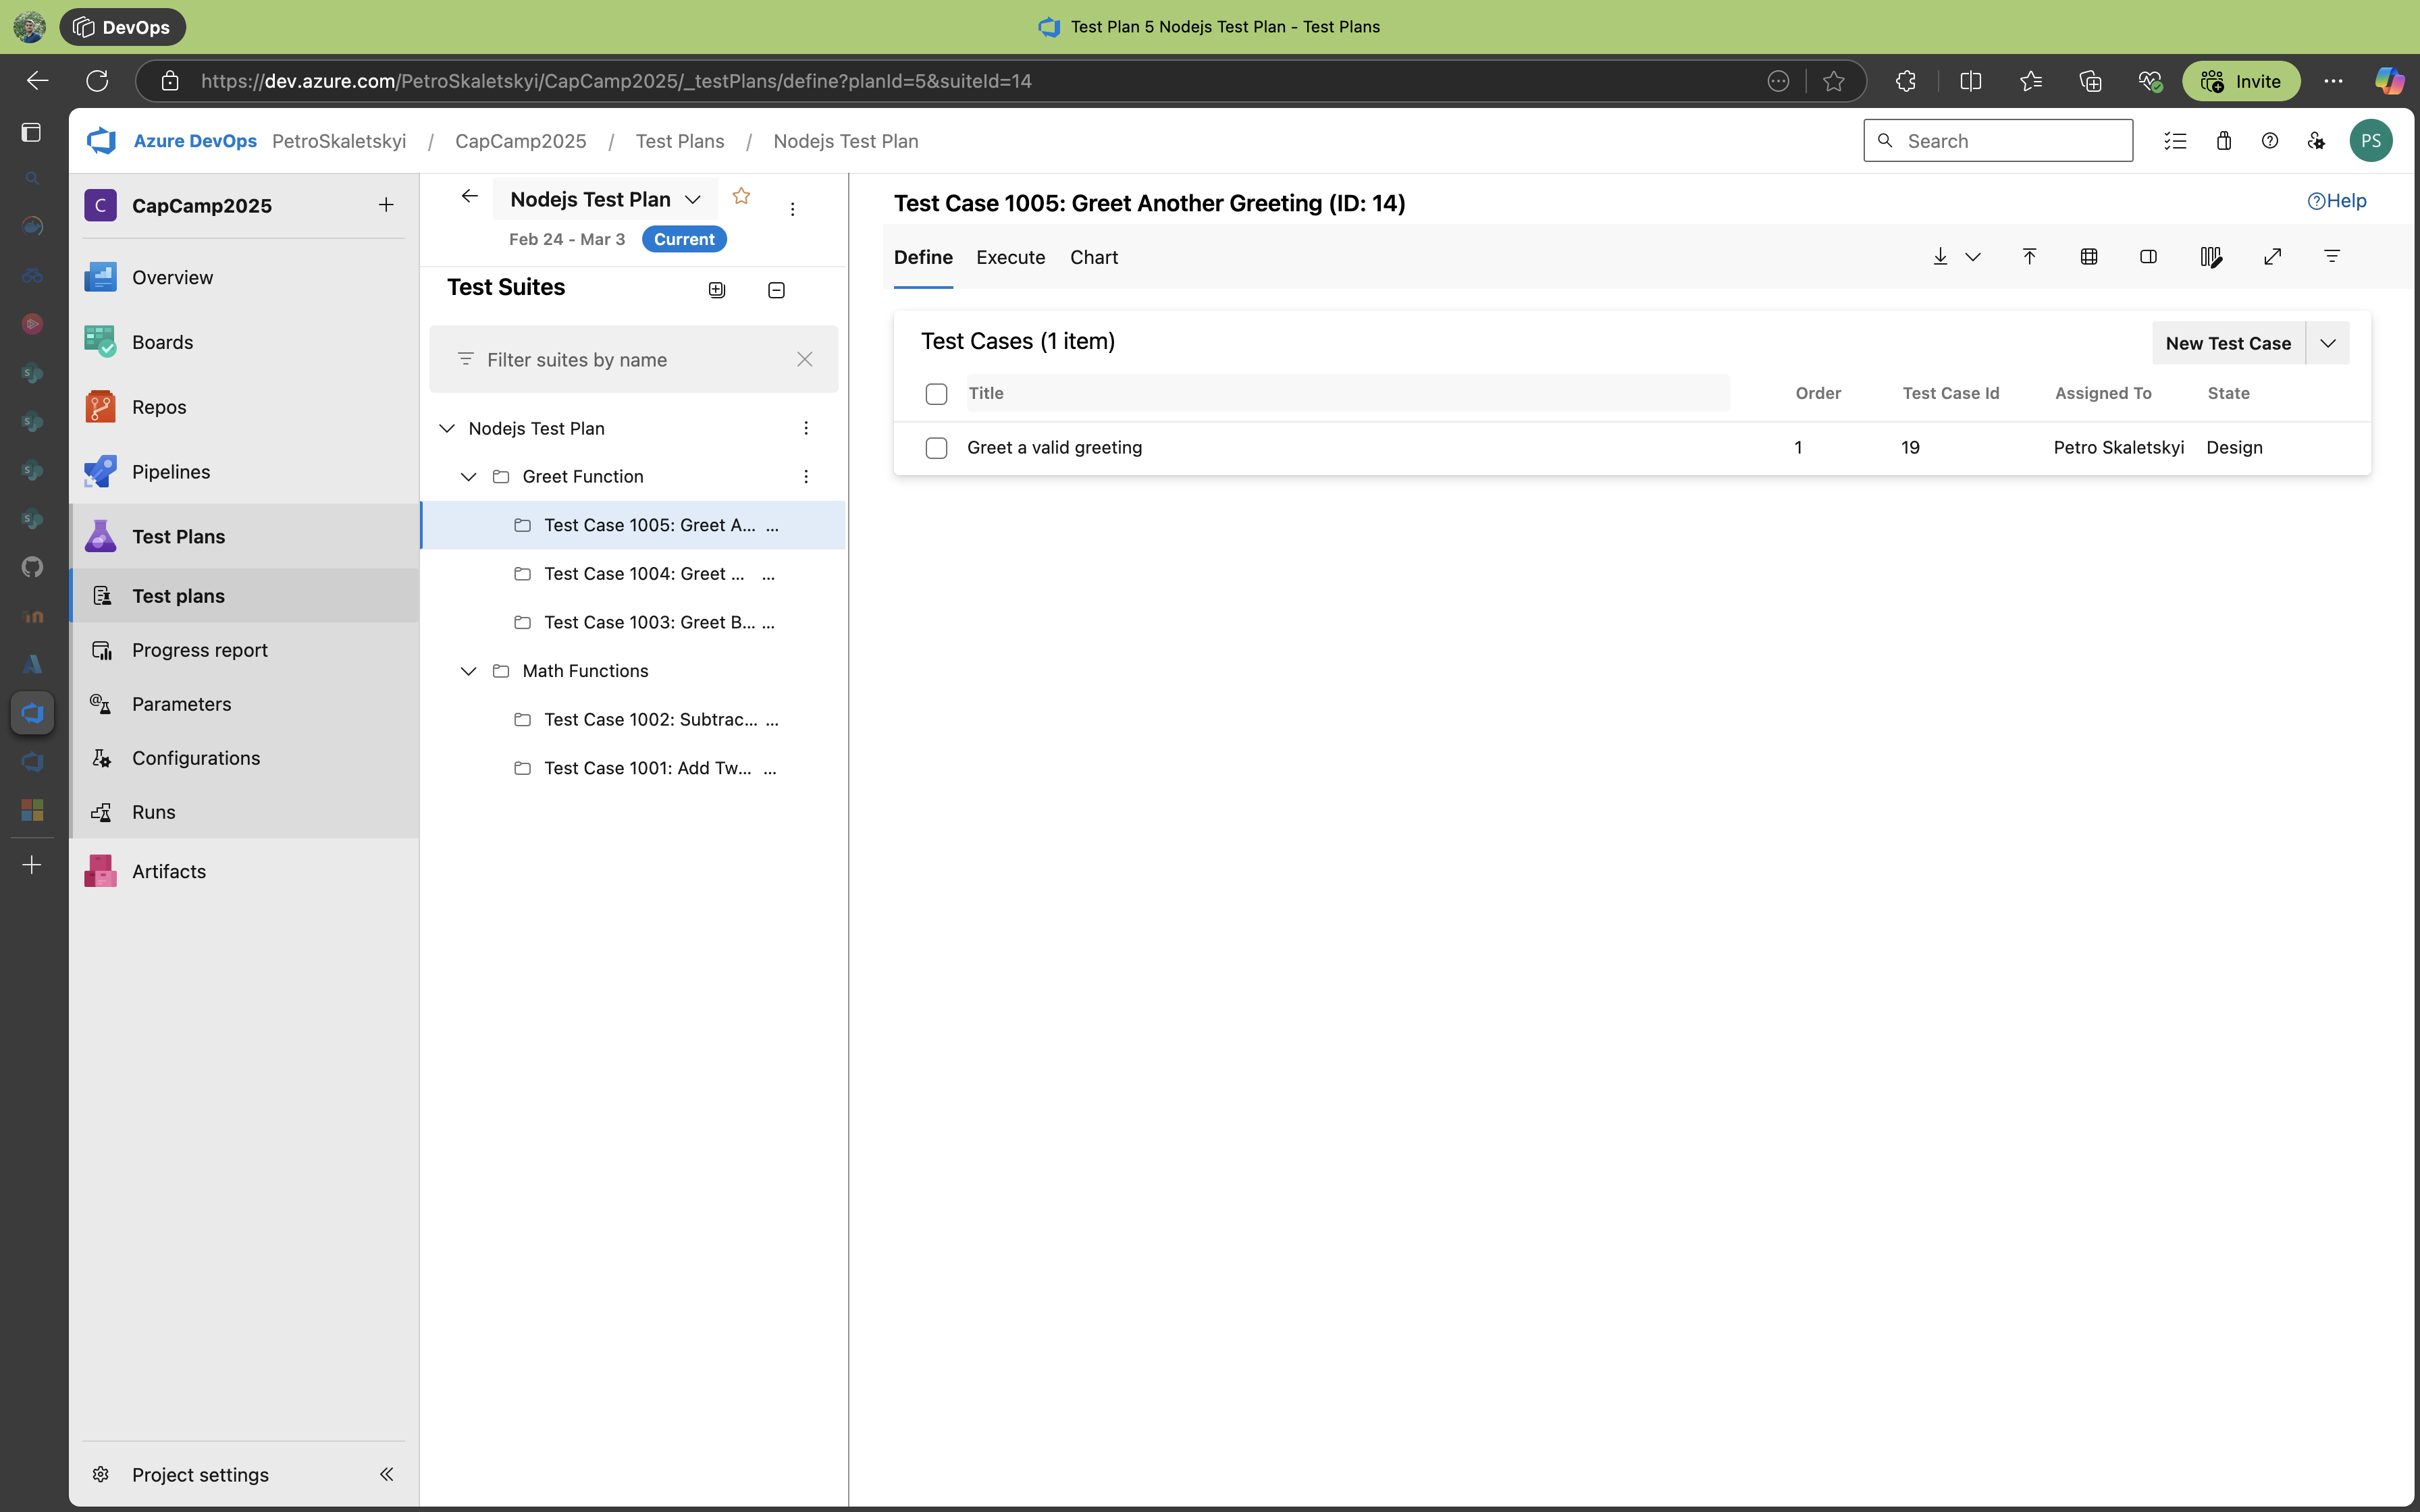 DevOps
Test Plan 5 Nodejs Test Plan - Test Plans
https://dev.azure.com/PetroSkaletskyi/CapCamp2025/_testPlans/define?planId=5&suiteId=14
Invite
Azure DevOps PetroSkaletskyi / CapCamp2025 / Test Plans / Nodejs Test Plan
Search
PS
C CapCamp2025
Overview
Boards
Repos
Pipelines
Test Plans
Test plans
Progress report
Parameters
Configurations
Runs
Artifacts
Project settings
Nodejs Test Plan
Feb 24 - Mar 3 Current
Test Suites
Filter suites by name
Nodejs Test Plan
Greet Function
Test Case 1005: Greet A... ...
Test Case 1004: Greet ... ...
Test Case 1003: Greet B... ...
Math Functions
Test Case 1002: Subtrac... ...
Test Case 1001: Add Tw... ...
Test Case 1005: Greet Another Greeting (ID: 14)
Help
Define Execute Chart
Test Cases (1 item)
New Test Case
Title Order Test Case Id Assigned To State
Greet a valid greeting 1 19 Petro Skaletskyi Design